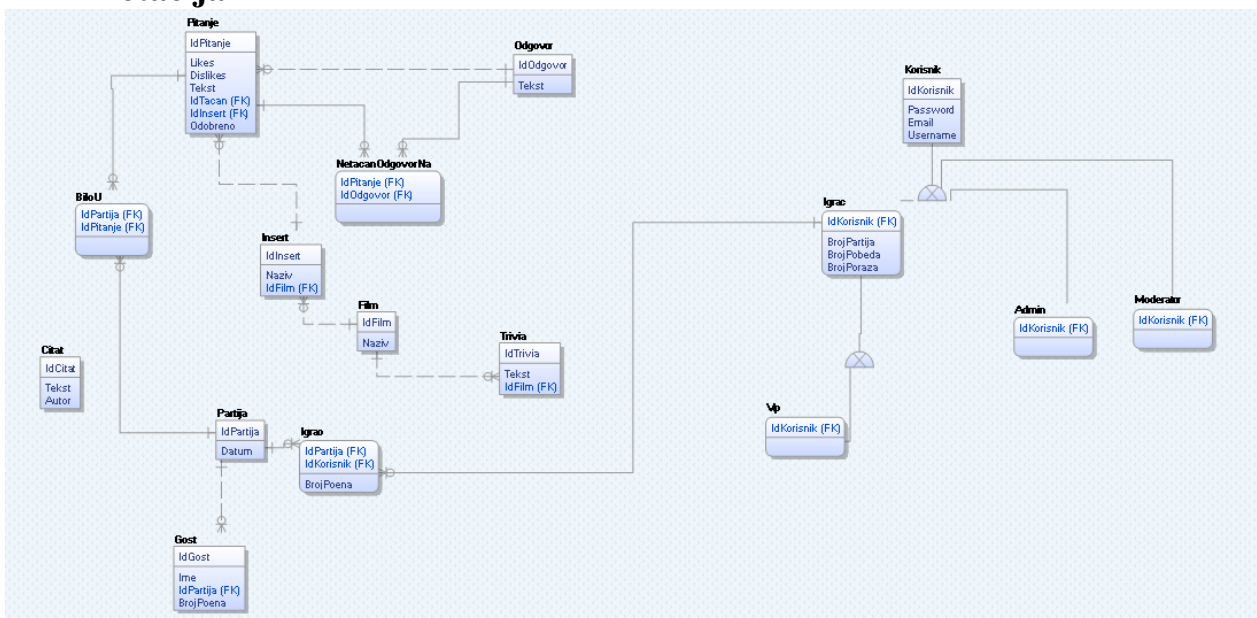 Pitanje
IdPitanje
Likes
Dislikes
Tekst
IdTacan (FK)
IdInsert (FK)
Odobreno
Odgovor
IdOdgovor
Tekst
Korisnik
IdKorisnik
Password
Email
Username
NetacanOdgovorNa
IdPitanje (FK)
IdOdgovor (FK)
BiloU
IdPartija (FK)
IdPitanje (FK)
Igrac
IdKorisnik (FK)
BrojPartija
BrojPobeda
BrojPoraza
Insert
IdInsert
Naziv
IdFilm (FK)
Film
IdFilm
Naziv
Admin
IdKorisnik (FK)
Moderator
IdKorisnik (FK)
Trivia
IdTrivia
Tekst
IdFilm (FK)
Citat
IdCitat
Tekst
Autor
Vip
IdKorisnik (FK)
Partija
IdPartija
Datum
Igrao
IdPartija (FK)
IdKorisnik (FK)
BrojPoena
Gost
IdGost
Ime
IdPartija (FK)
BrojPoena